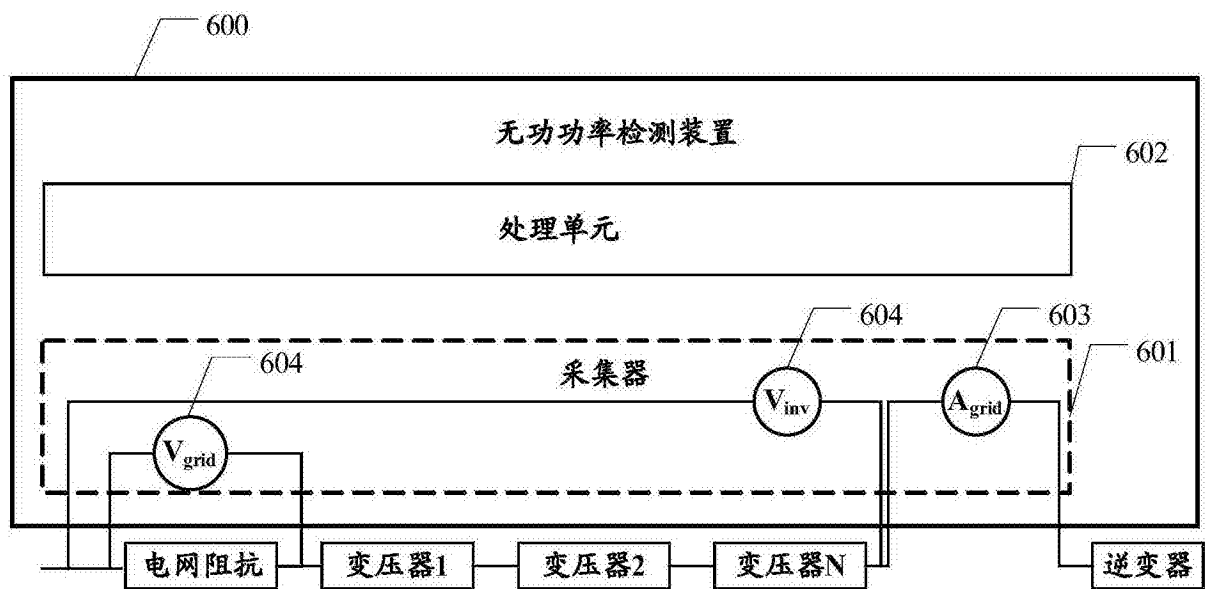 600
无功功率检测装置
602
处理单元
604
603
601
604
采集器
Vinv
Agrid
Vgrid
电网阻抗
变压器1
变压器2
变压器N
逆变器